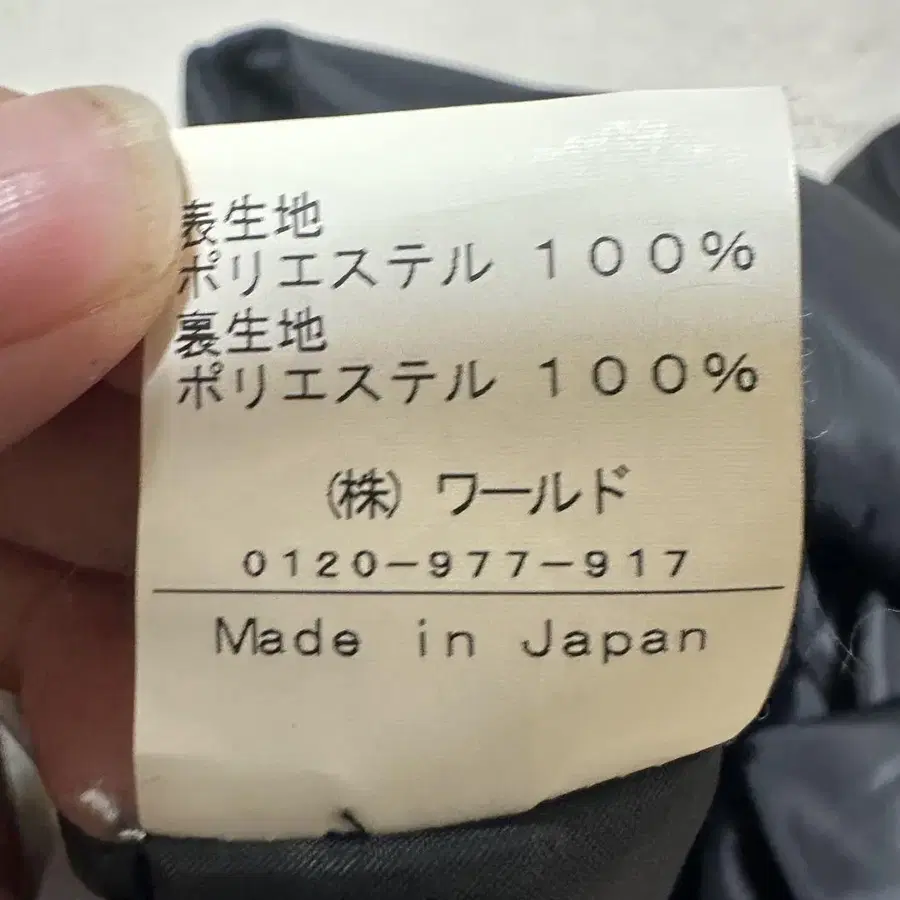 表生地
ポリエステル 100%
裏生地
ポリエステル 100%
(株) ワールド
0120-977-917
Made in Japan